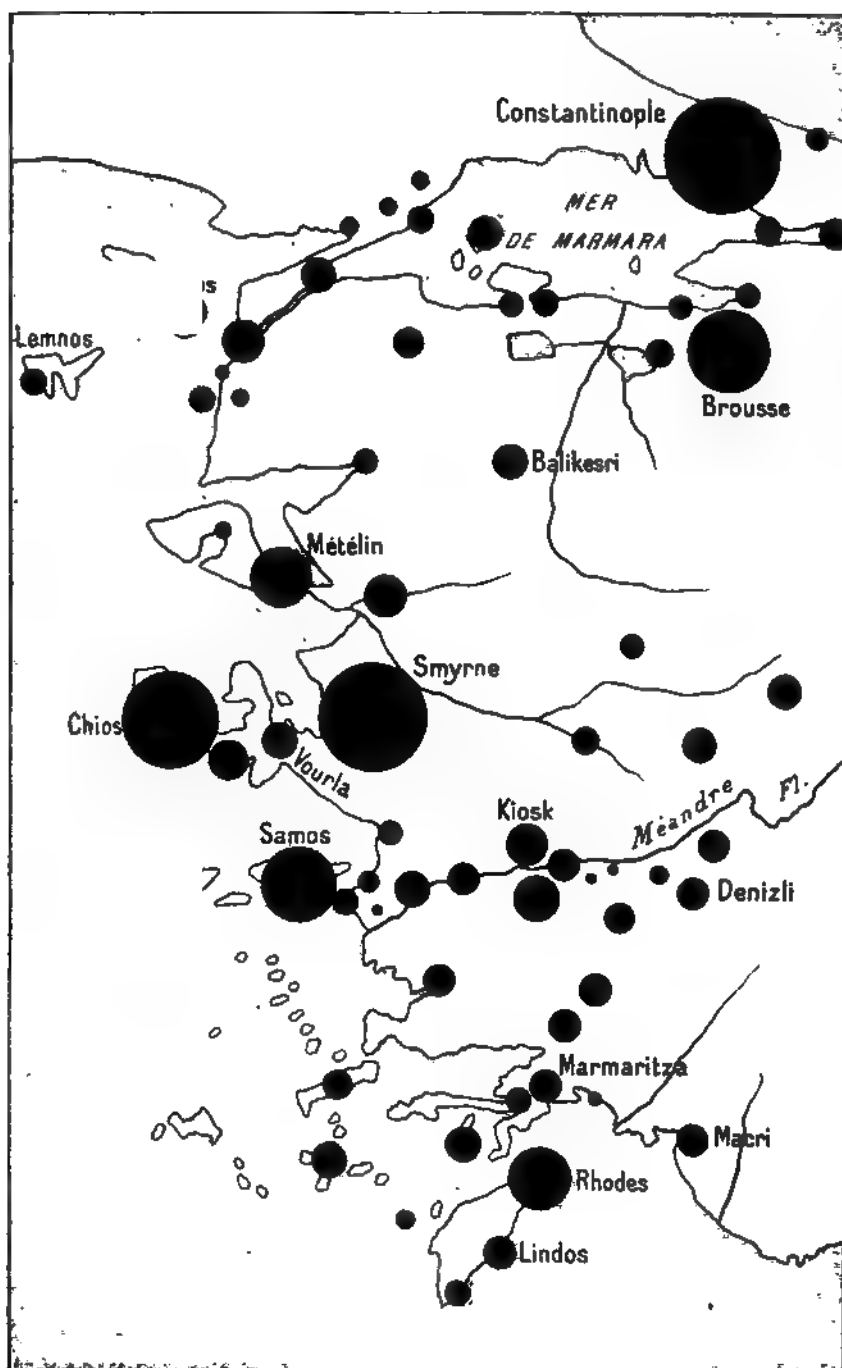 Constantinople
MER
DE MARMARA
Lemnos
Brousse
Balikesri
Métélin
Smyrne
Chios
Vourla
Kiosk
Méandre Fl.
Samos
Denizli
Marmaritza
Macri
Rhodes
Lindos